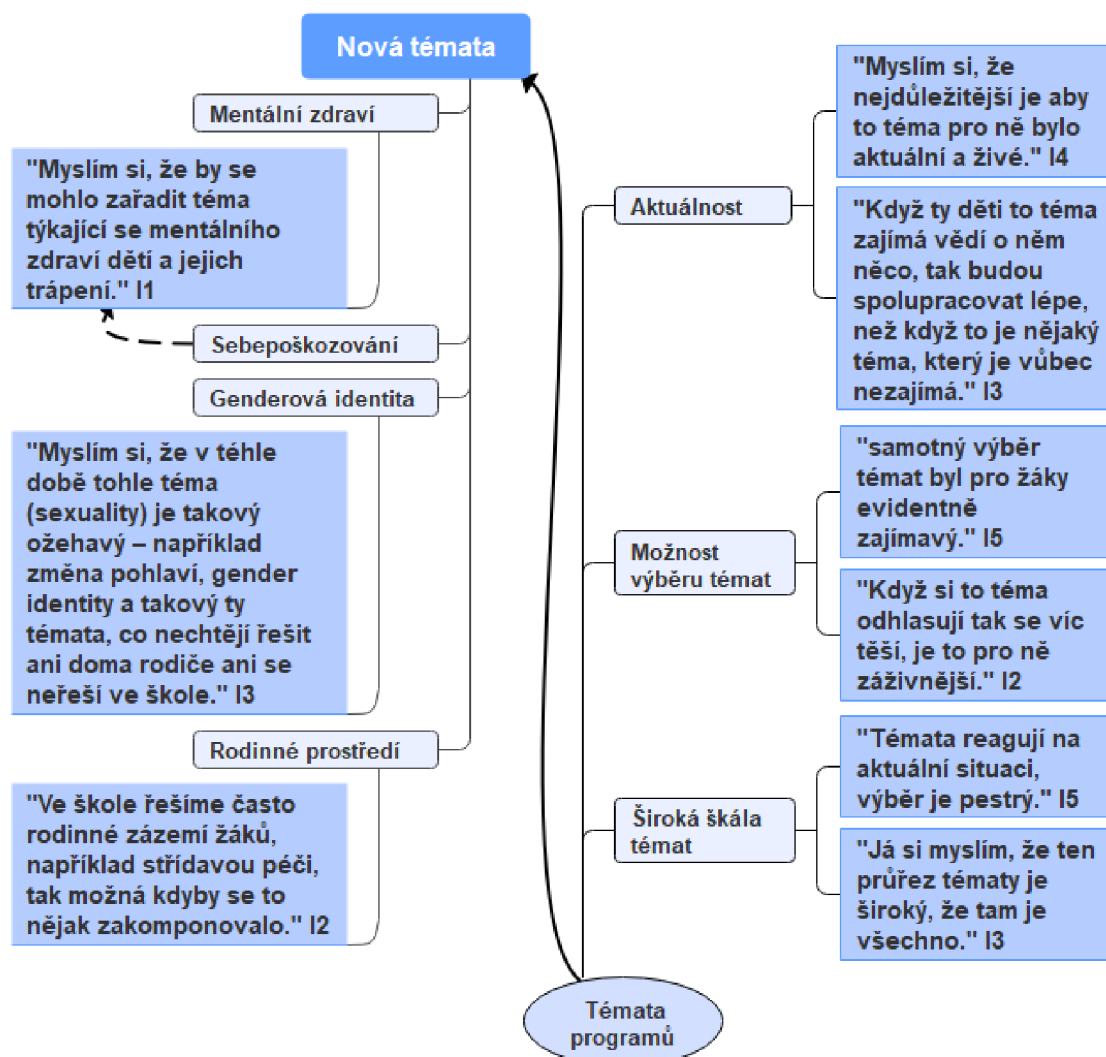 Nová témata
Mentální zdraví
"Myslím si, že by se
mohlo zařadit téma
týkající se mentálního
zdraví dětí a jejich
trápení." I1
Sebepoškozování
Genderová identita
"Myslím si, že v téhle
době tohle téma
(sexuality) je takový
ožehavý – například
změna pohlaví, gender
identity a takový ty
témata, co nechtějí řešit
ani doma rodiče ani se
neřeší ve škole." I3
Rodinné prostředí
"Ve škole řešíme často
rodinné zázemí žáků,
například střídavou péči,
tak možná kdyby se to
nějak zakomponovalo." I2
Aktuálnost
"Myslím si, že
nejdůležitější je aby
to téma pro ně bylo
aktuální a živé." I4
"Když ty děti to téma
zajímá vědí o něm
něco, tak budou
spolupracovat lépe,
než když to je nějaký
téma, který je vůbec
nezajímá." I3
Možnost
výběru témat
"samotný výběr
témat byl pro žáky
evidentně
zajímavý." I5
"Když si to téma
odhlasují tak se víc
těší, je to pro ně
záživnější." I2
Široká škála
témat
"Témata reagují na
aktuální situaci,
výběr je pestrý." I5
"Já si myslím, že ten
průřez tématy je
široký, že tam je
všechno." I3
Témata
programů